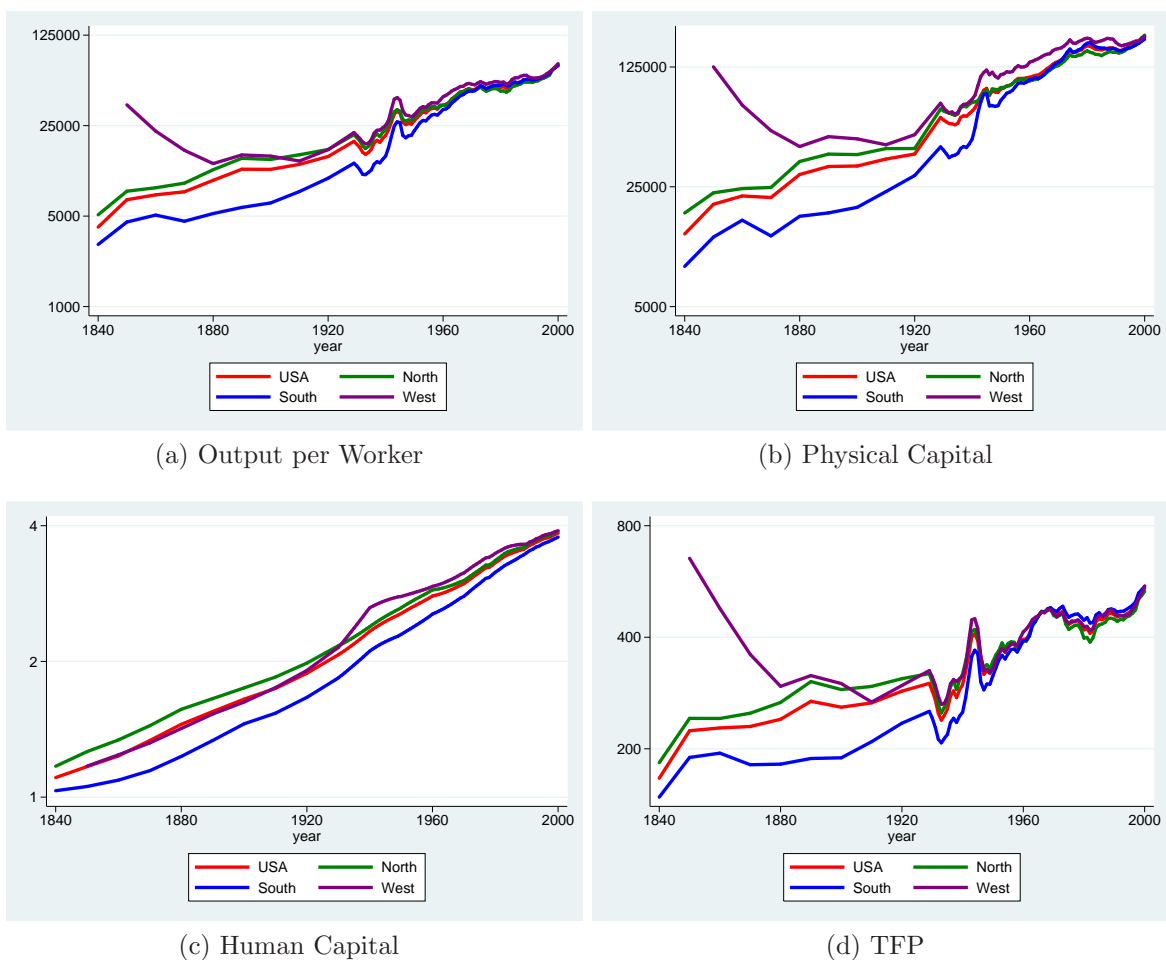 125000
25000
5000
1000
1840 1880 1920 1960 2000
year
USA North
South West
(a) Output per Worker
125000
25000
5000
1840 1880 1920 1960 2000
year
USA North
South West
(b) Physical Capital
4
2
1
1840 1880 1920 1960 2000
year
USA North
South West
(c) Human Capital
800
400
200
1840 1880 1920 1960 2000
year
USA North
South West
(d) TFP